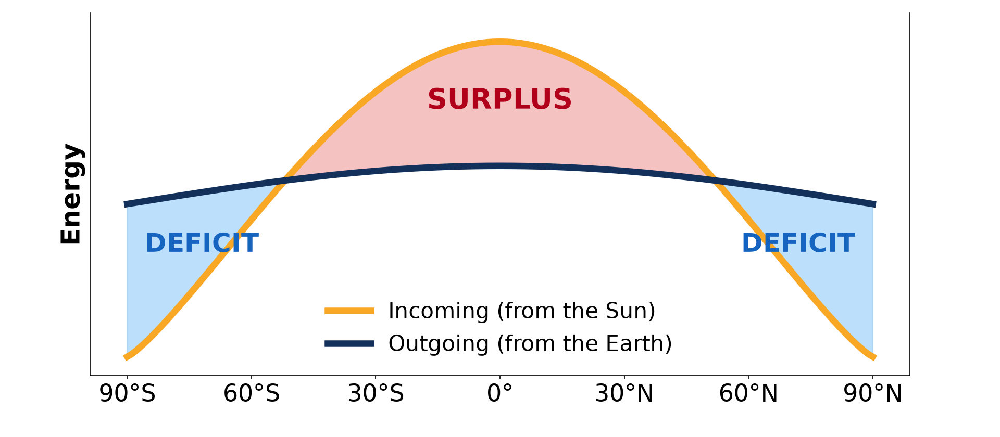 SURPLUS
Energy
DEFICIT
DEFICIT
Incoming (from the Sun)
Outgoing (from the Earth)
90°S 60°S 30°S 0° 30°N 60°N 90°N